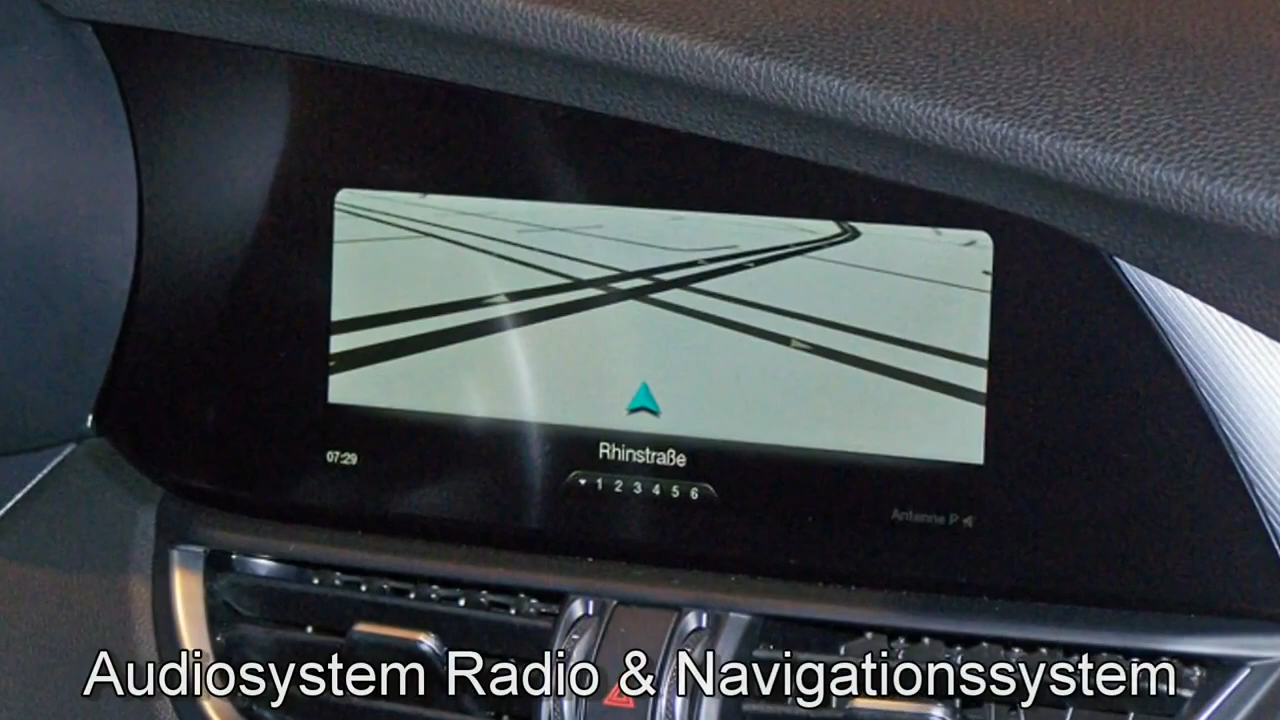 Rhinstraße
07:29
1 2 3 4 5 6
Antenne P
Audiosystem Radio & Navigationssystem